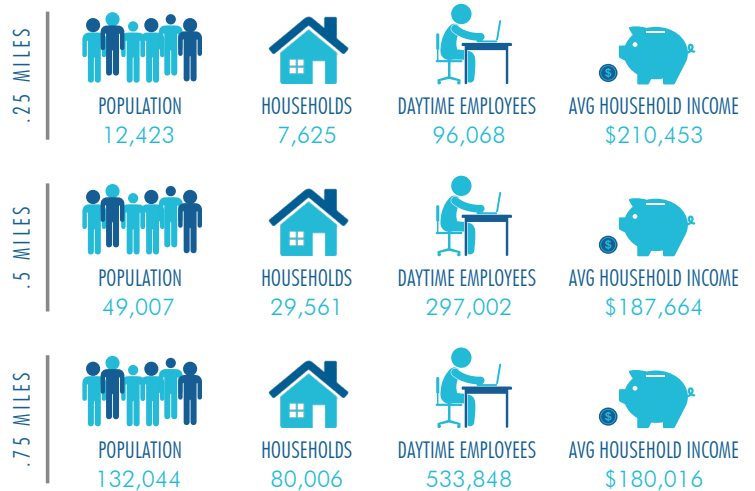 .25 MILES
POPULATION
12,423
HOUSEHOLDS
7,625
DAYTIME EMPLOYEES
96,068
AVG HOUSEHOLD INCOME
$210,453
$
.5 MILES
POPULATION
49,007
HOUSEHOLDS
29,561
DAYTIME EMPLOYEES
297,002
AVG HOUSEHOLD INCOME
$187,664
$
.75 MILES
POPULATION
132,044
HOUSEHOLDS
80,006
DAYTIME EMPLOYEES
533,848
AVG HOUSEHOLD INCOME
$180,016
$